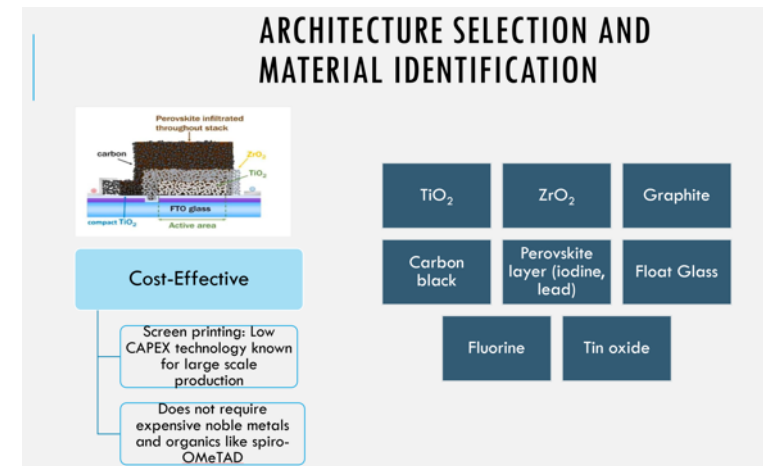 ARCHITECTURE SELECTION AND
MATERIAL IDENTIFICATION
Perovskite infiltrated
throughout stack
carbon
ZrO₂
TiO₂
FTO glass
compact TiO₂
Active area
Cost-Effective
Screen printing: Low
CAPEX technology known
for large scale
production
Does not require
expensive noble metals
and organics like spiro-
OMeTAD
TiO₂
ZrO₂
Graphite
Carbon
black
Perovskite
layer (iodine,
lead)
Float Glass
Fluorine
Tin oxide